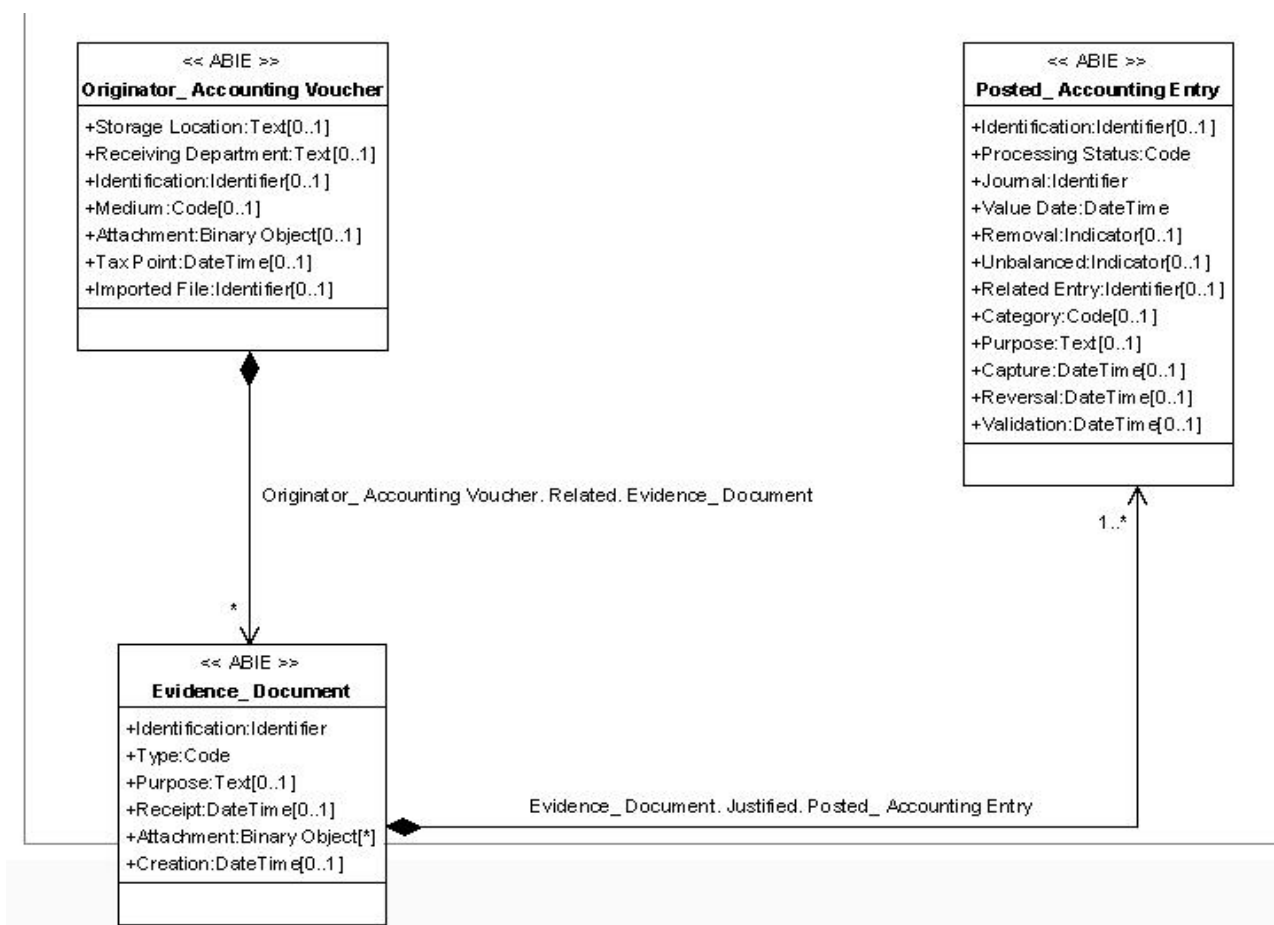 << ABIE >>
Originator_ Accounting Voucher
+Storage Location:Text[0..1]
+Receiving Department:Text[0..1]
+Identification:Identifier[0..1]
+Medium:Code[0..1]
+Attachment:Binary Object[0..1]
+Tax Point:DateTime[0..1]
+Imported File:Identifier[0..1]
<< ABIE >>
Posted_ Accounting Entry
+Identification:Identifier[0..1]
+Processing Status:Code
+Journal:Identifier
+Value Date:DateTime
+Removal:Indicator[0..1]
+Unbalanced:Indicator[0..1]
+Related Entry:Identifier[0..1]
+Category:Code[0..1]
+Purpose:Text[0..1]
+Capture:DateTime[0..1]
+Reversal:DateTime[0..1]
+Validation:DateTime[0..1]
Originator_ Accounting Voucher. Related. Evidence_ Document
1..*
*
<< ABIE >>
Evidence_ Document
+Identification:Identifier
+Type:Code
+Purpose:Text[0..1]
+Receipt:DateTime[0..1]
+Attachment:Binary Object[*]
+Creation:DateTime[0..1]
Evidence_ Document. Justified. Posted_ Accounting Entry